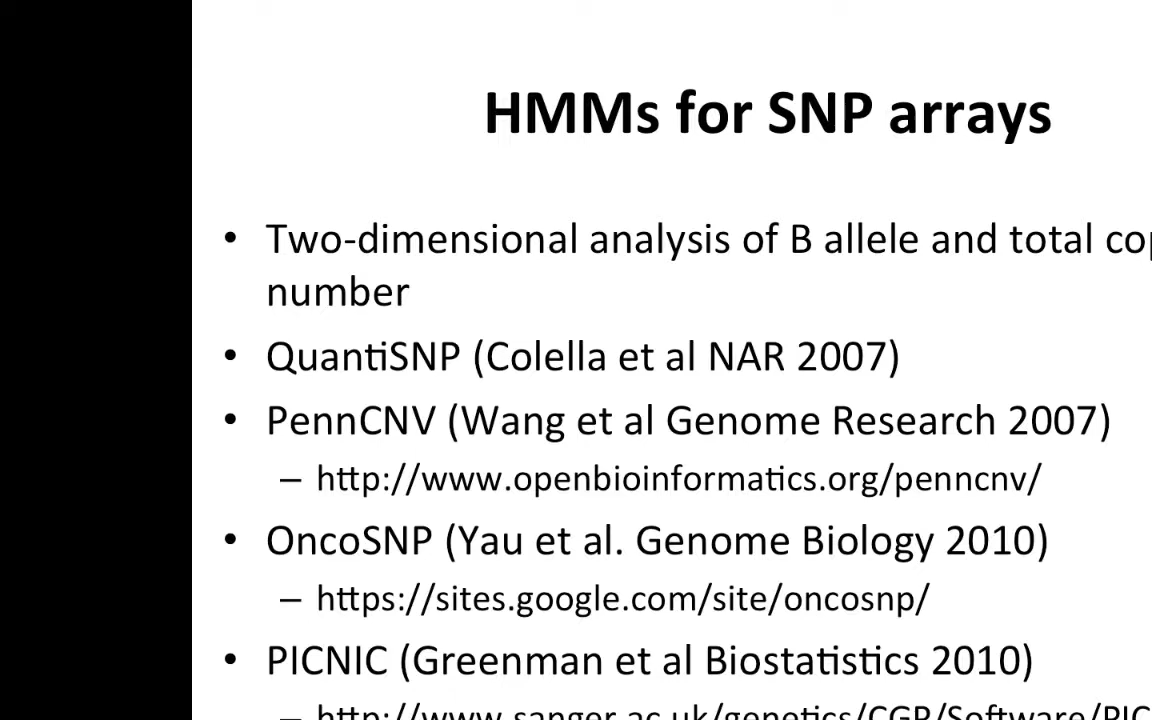 HMMs for SNP arrays
• Two-dimensional analysis of B allele and total
number
• QuantiSNP (Colella et al NAR 2007)
• PennCNV (Wang et al Genome Research 2007)
– http://www.openbioinformatics.org/penncnv/
• OncoSNP (Yau et al. Genome Biology 2010)
– https://sites.google.com/site/oncosnp/
• PICNIC (Greenman et al Biostatistics 2010)
– http://www.sanger.ac.uk/genetics/CGP/Software/PIC